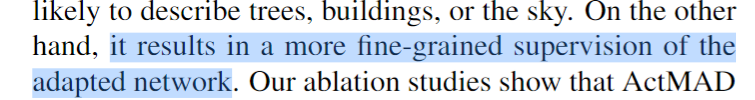 likely to describe trees, buildings, or the sky. On the other
hand, it results in a more fine-grained supervision of the
adapted network. Our ablation studies show that ActMAD